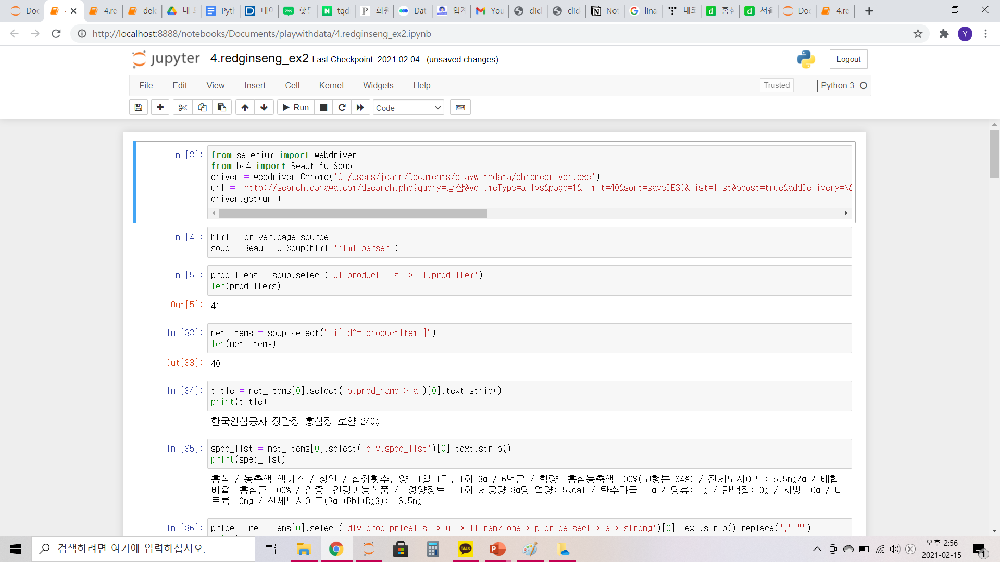 Doc
4.re
dele
내 드
Pyth
데이
핫딜
tqd
회원
Dat
업자
You
clic
clic
Not
lina
네크
홍삼
서울
Doc
4.re
http://localhost:8888/notebooks/Documents/playwithdata/4.redginseng_ex2.ipynb
Y
jupyter 4.redginseng_ex2 Last Checkpoint: 2021.02.04 (unsaved changes)
Logout
File Edit View Insert Cell Kernel Widgets Help
Trusted Python 3
Run Code
In [3]: from selenium import webdriver
from bs4 import BeautifulSoup
driver = webdriver.Chrome('C:/Users/jeann/Documents/playwithdata/chromedriver.exe')
url = 'http://search.danawa.com/dsearch.php?query=홍삼&volumeType=allvs&page=1&limit=40&sort=saveDESC&list=list&boost=true&addDelivery=N&
driver.get(url)
In [4]: html = driver.page_source
soup = BeautifulSoup(html,'html.parser')
In [5]: prod_items = soup.select('ul.product_list > li.prod_item')
len(prod_items)
Out[5]: 41
In [33]: net_items = soup.select("li[id^='productItem']")
len(net_items)
Out[33]: 40
In [34]: title = net_items[0].select('p.prod_name > a')[0].text.strip()
print(title)
한국인삼공사 정관장 홍삼정 로얄 240g
In [35]: spec_list = net_items[0].select('div.spec_list')[0].text.strip()
print(spec_list)
홍삼 / 농축액,엑기스 / 성인 / 섭취횟수, 양: 1일 1회, 1회 3g / 6년근 / 함량: 홍삼농축액 100%(고형분 64%) / 진세노사이드: 5.5mg/g / 배합
비율: 홍삼근 100% / 인증: 건강기능식품 / [영양정보] 1회 제공량 3g당 열량: 5kcal / 탄수화물: 1g / 당류: 1g / 단백질: 0g / 지방: 0g / 나
트륨: 0mg / 진세노사이드(Rg1+Rb1+Rg3): 16.5mg
In [36]: price = net_items[0].select('div.prod_pricelist > ul > li.rank_one > p.price_sect > a > strong')[0].text.strip().replace(",","")
검색하려면 여기에 입력하십시오.
TALK
오후 2:56
2021-02-15
1